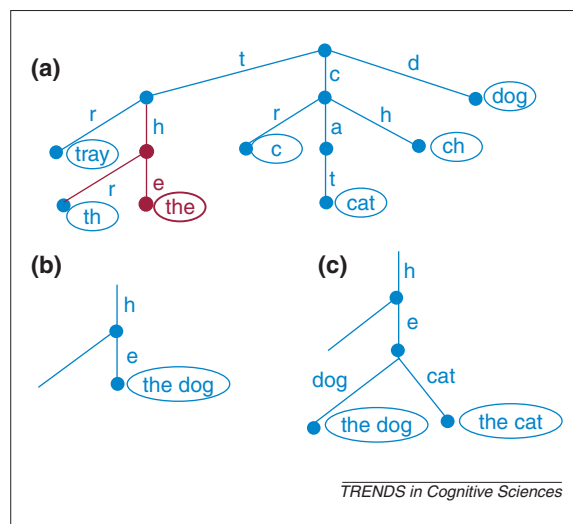 (a)
t
c
d
r
h
r
a
h
dog
tray
c
ch
r
e
t
th
the
cat
(b)
(c)
h
h
e
e
the dog
dog
cat
the dog
the cat
TRENDS in Cognitive Sciences